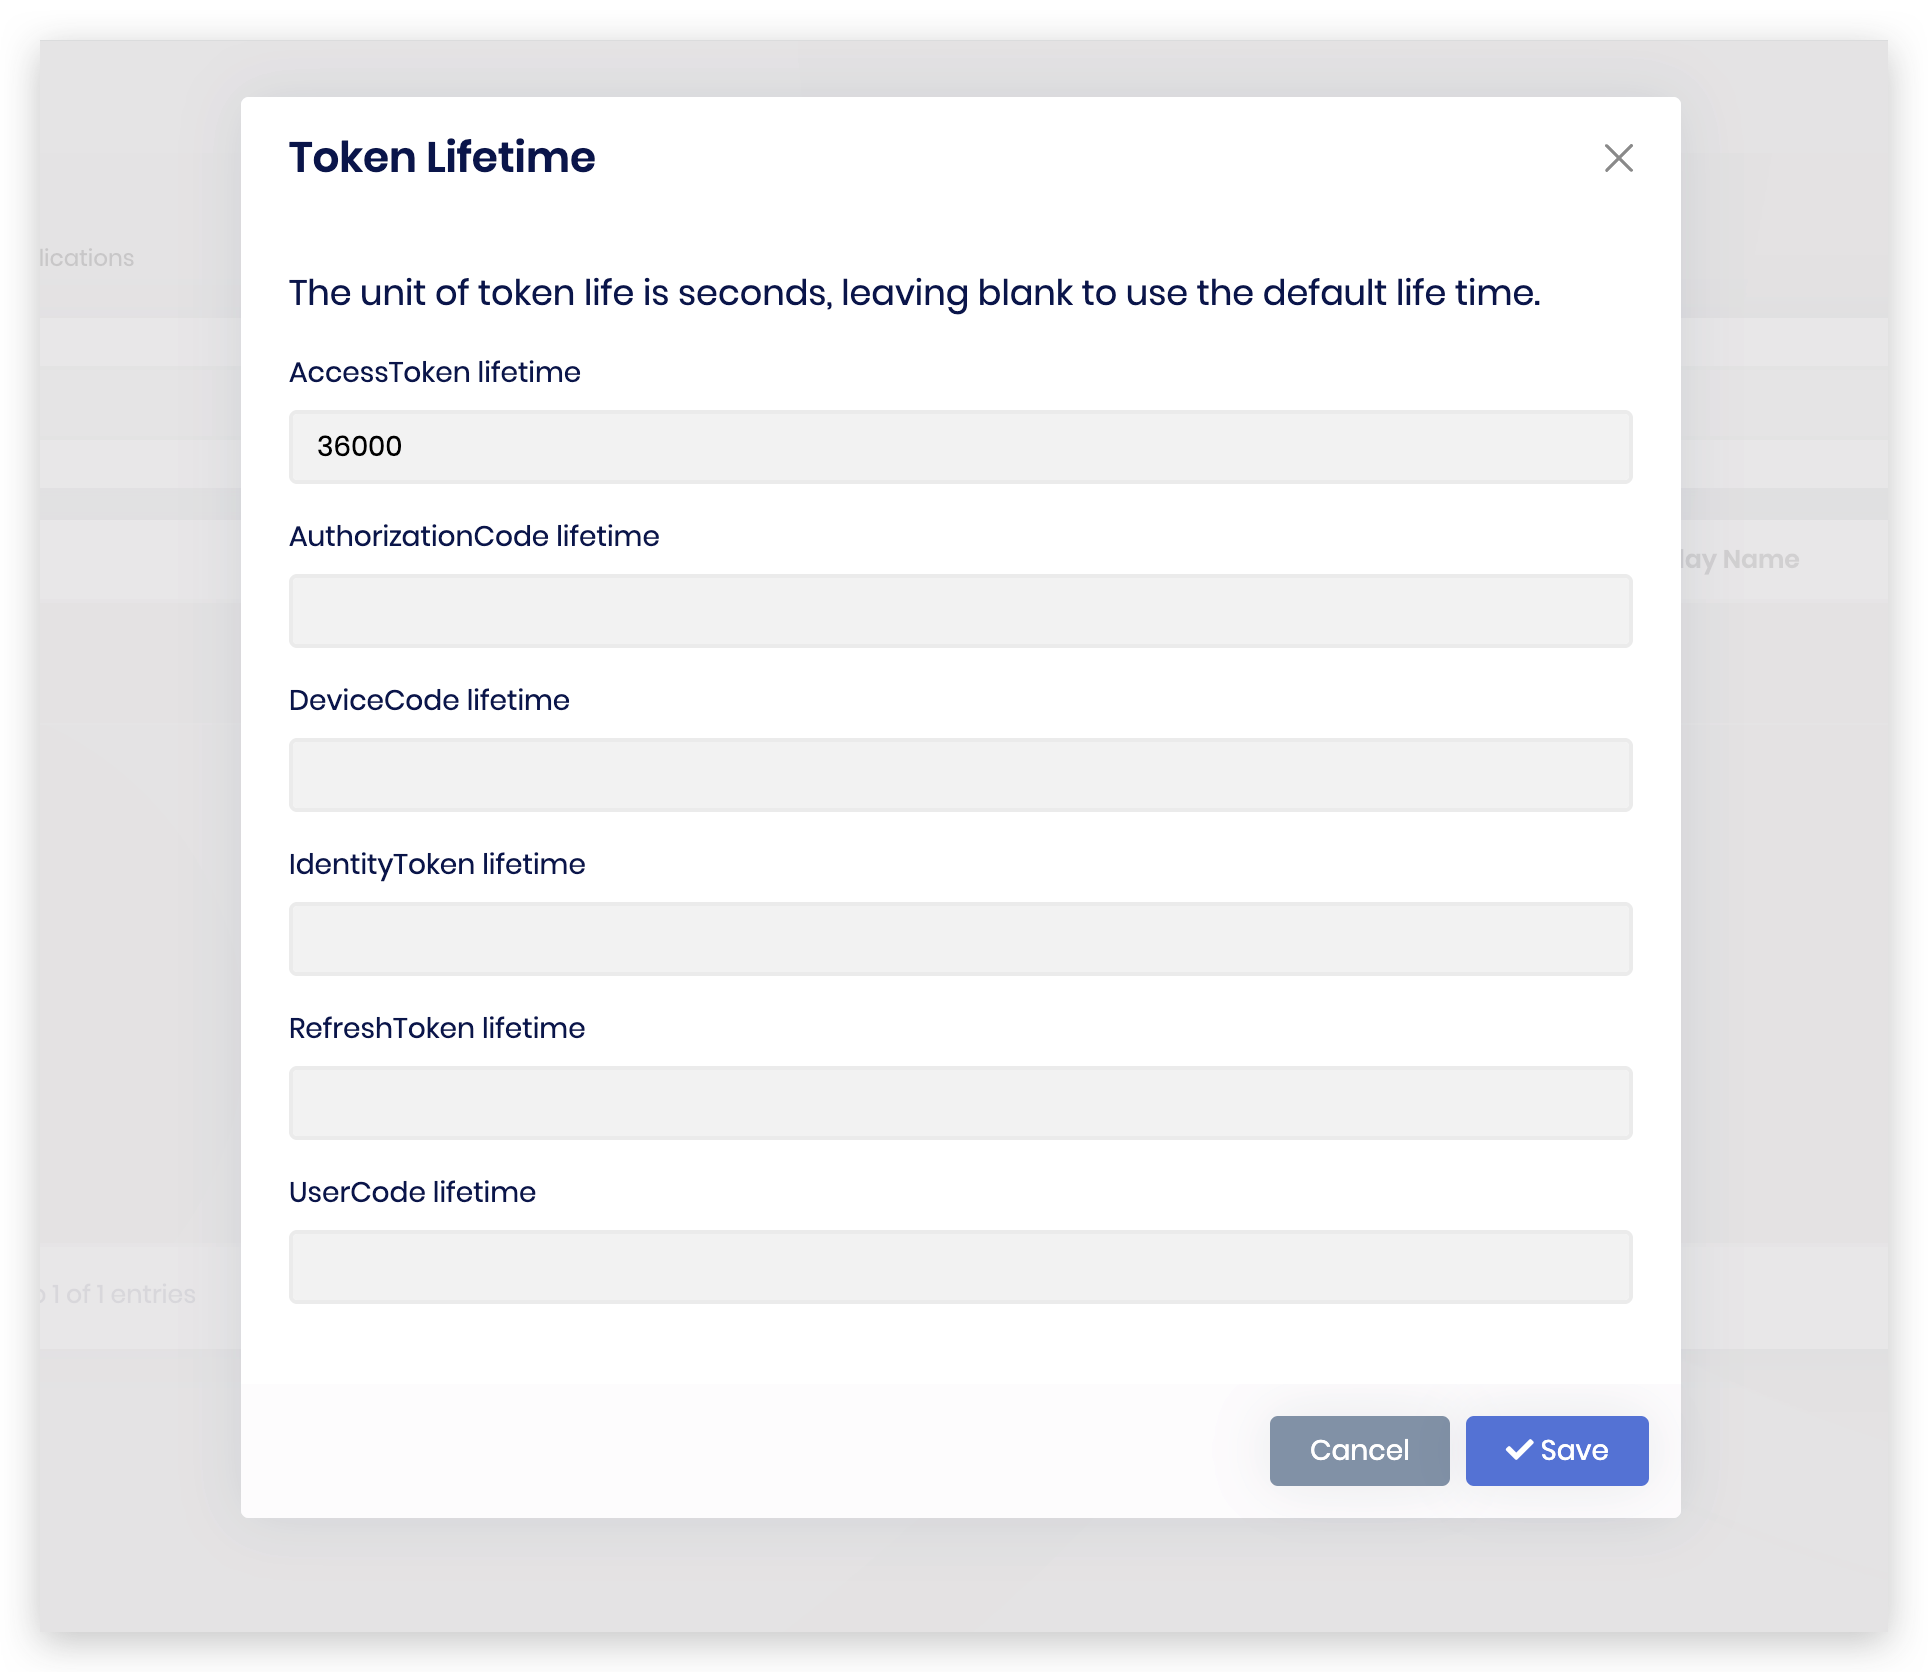 Token Lifetime
lications
The unit of token life is seconds, leaving blank to use the default life time.
AccessToken lifetime
36000
AuthorizationCode lifetime
lay Name
DeviceCode lifetime
IdentityToken lifetime
RefreshToken lifetime
UserCode lifetime
1 of 1 entries
Cancel
Save